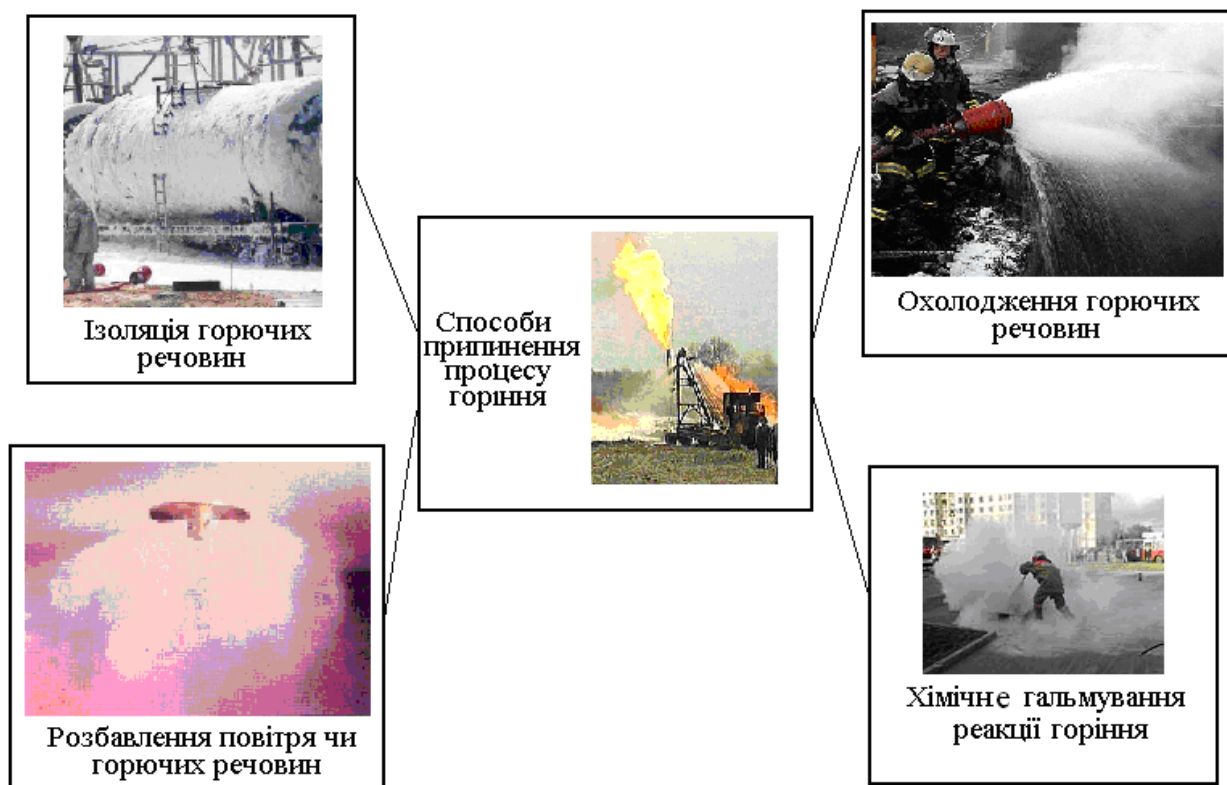 Ізоляція горючих
речовин
Охолодження горючих
речовин
Способи
припинення
процесу
горіння
Розбавлення повітря чи
горючих речовин
Хімічне гальмування
реакції горіння